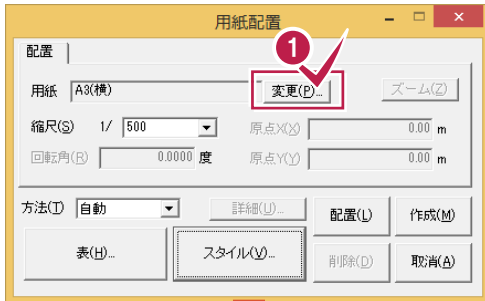 用紙配置
1
配置
用紙 A3(横) 変更(P)... ズーム(Z)
縮尺(S) 1/ 500 原点X(X) 0.00 m
回転角(R) 0.0000 度 原点Y(Y) 0.00 m
方法(T) 自動 詳細(U)... 配置(L) 作成(M)
表(H)... スタイル(V)... 削除(D) 取消(A)